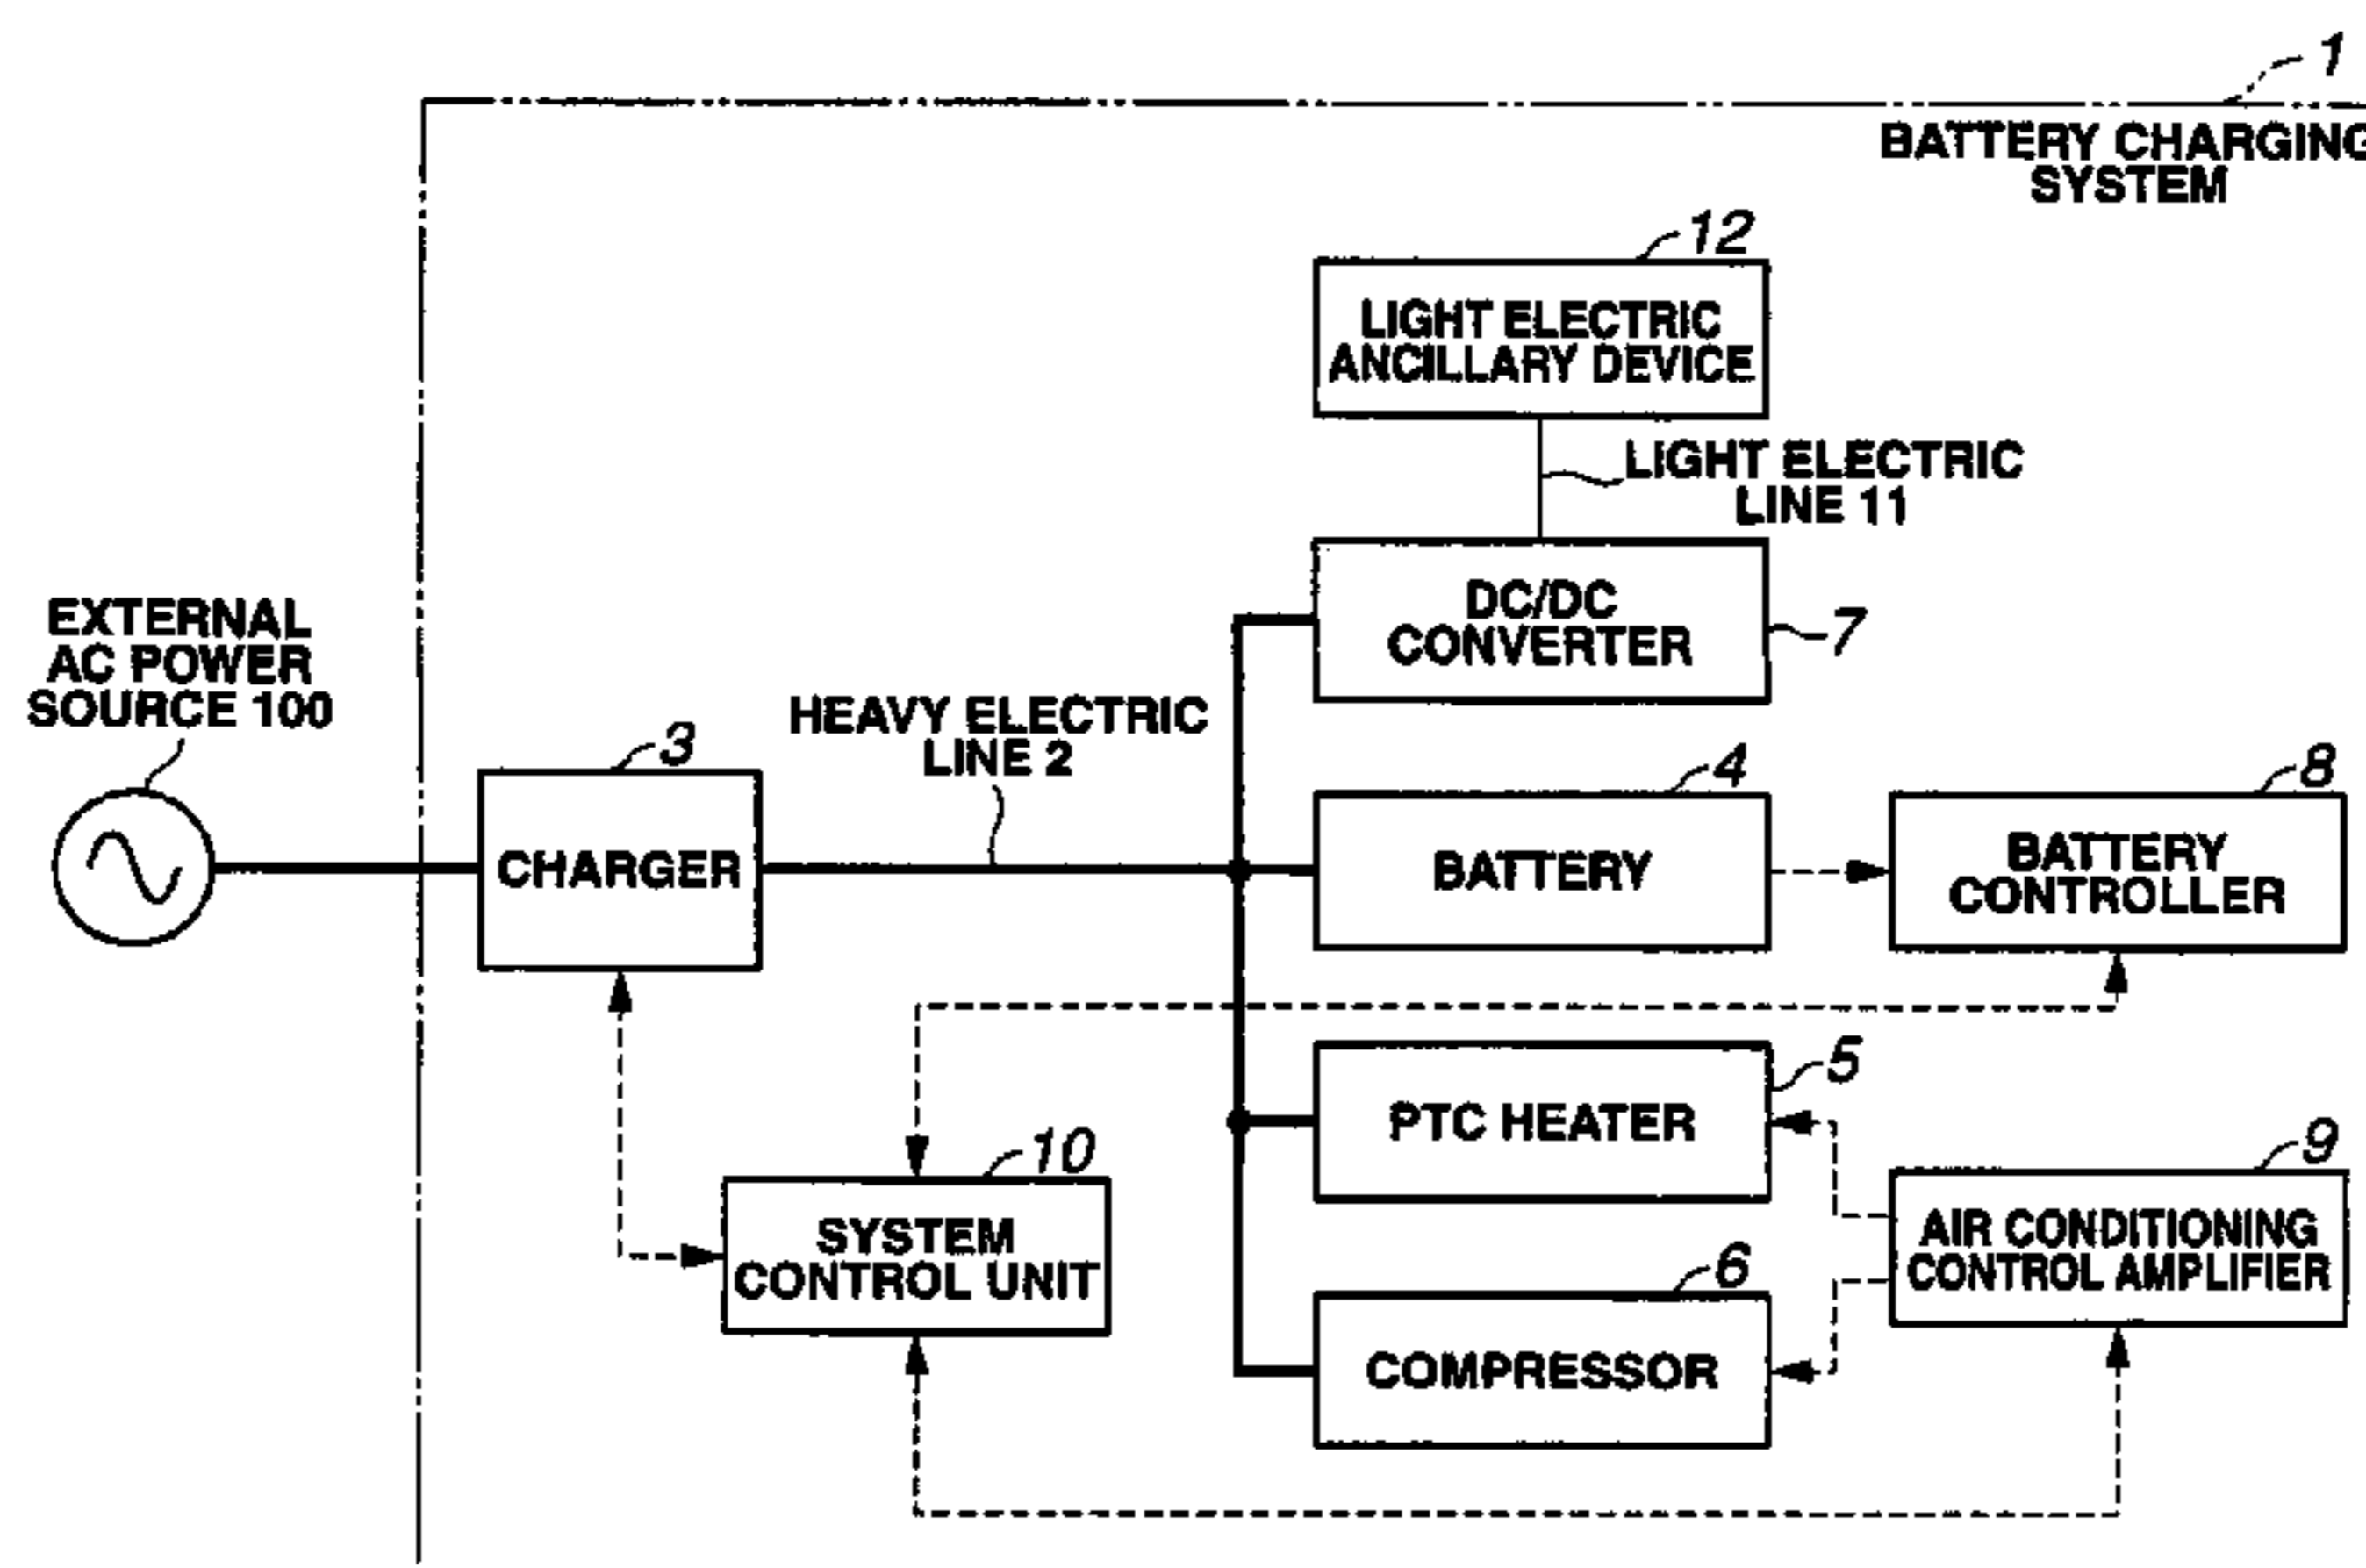 1
BATTERY CHARGING
SYSTEM
12
LIGHT ELECTRIC
ANCILLARY DEVICE
LIGHT ELECTRIC
LINE 11
DC/DC
CONVERTER
7
EXTERNAL
AC POWER
SOURCE 100
HEAVY ELECTRIC
LINE 2
3
CHARGER
4
BATTERY
8
BATTERY
CONTROLLER
5
PTC HEATER
10
SYSTEM
CONTROL UNIT
9
AIR CONDITIONING
CONTROL AMPLIFIER
6
COMPRESSOR